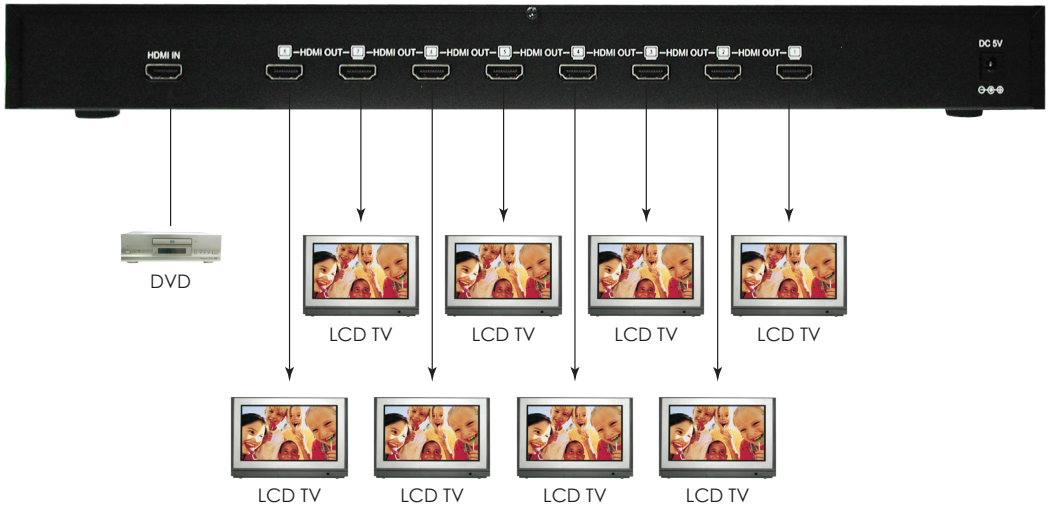 HDMI IN
8 HDMI OUT 7 HDMI OUT 6 HDMI OUT 5 HDMI OUT 4 HDMI OUT 3 HDMI OUT 2 HDMI OUT 1
DC 5V
DVD
LCD TV LCD TV LCD TV LCD TV
LCD TV LCD TV LCD TV LCD TV